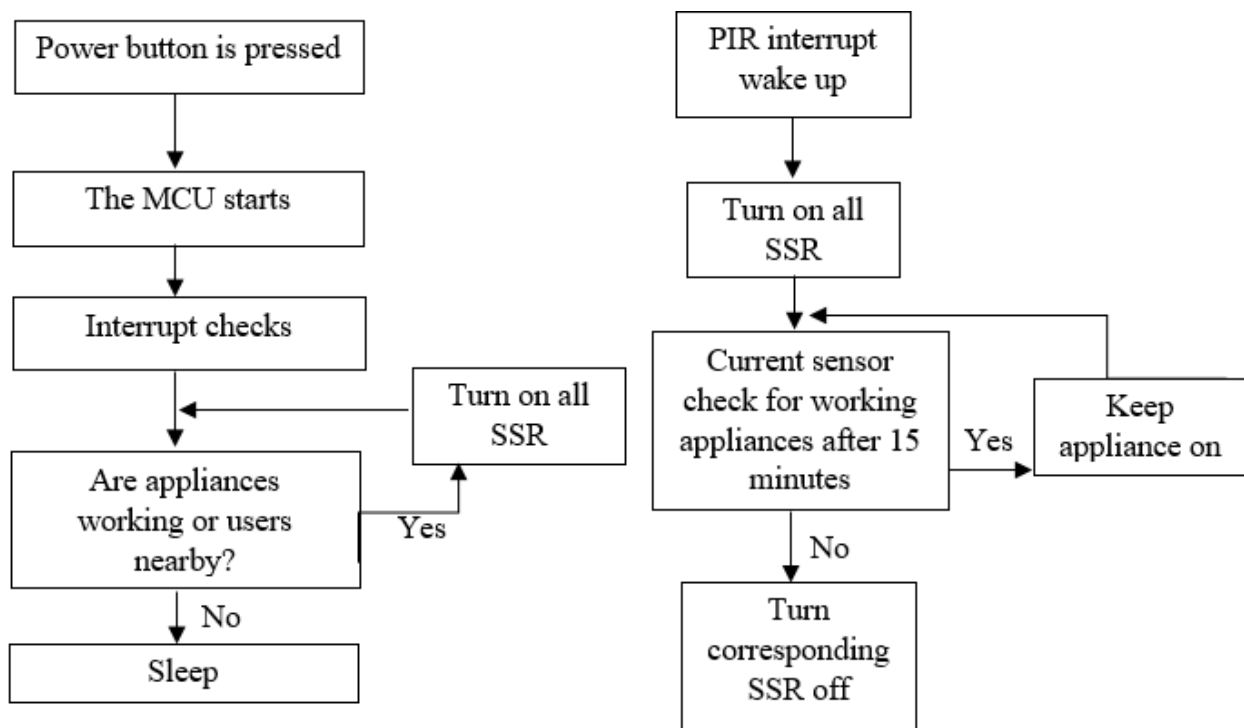 Power button is pressed
The MCU starts
Interrupt checks
Turn on all
SSR
Are appliances
working or users
nearby?
Yes
No
Sleep
PIR interrupt
wake up
Turn on all
SSR
Current sensor
check for working
appliances after 15
minutes
Yes
Keep
appliance on
No
Turn
corresponding
SSR off